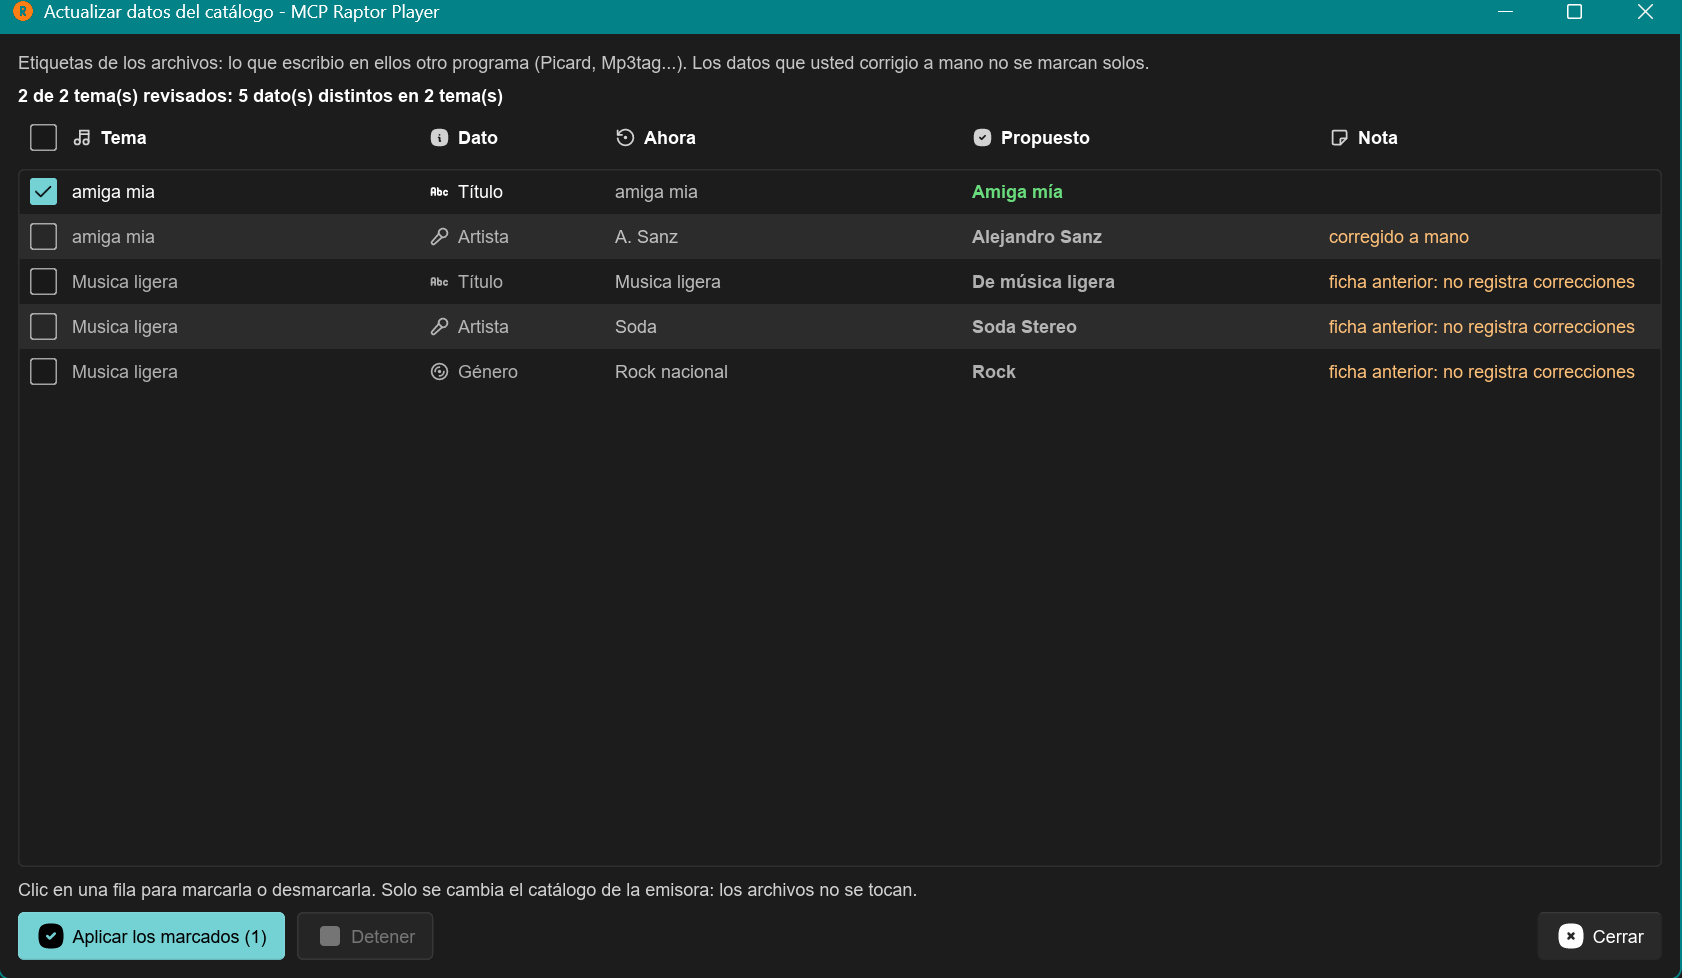 Actualizar datos del catálogo - MCP Raptor Player
Etiquetas de los archivos: lo que escribio en ellos otro programa (Picard, Mp3tag...). Los datos que usted corrigio a mano no se marcan solos.
2 de 2 tema(s) revisados: 5 dato(s) distintos en 2 tema(s)
Tema Dato Ahora Propuesto Nota
amiga mia Abc Título amiga mia Amiga mía
amiga mia Artista A. Sanz Alejandro Sanz corregido a mano
Musica ligera Abc Título Musica ligera De música ligera ficha anterior: no registra correcciones
Musica ligera Artista Soda Soda Stereo ficha anterior: no registra correcciones
Musica ligera Género Rock nacional Rock ficha anterior: no registra correcciones
Clic en una fila para marcarla o desmarcarla. Solo se cambia el catálogo de la emisora: los archivos no se tocan.
Aplicar los marcados (1) Detener Cerrar